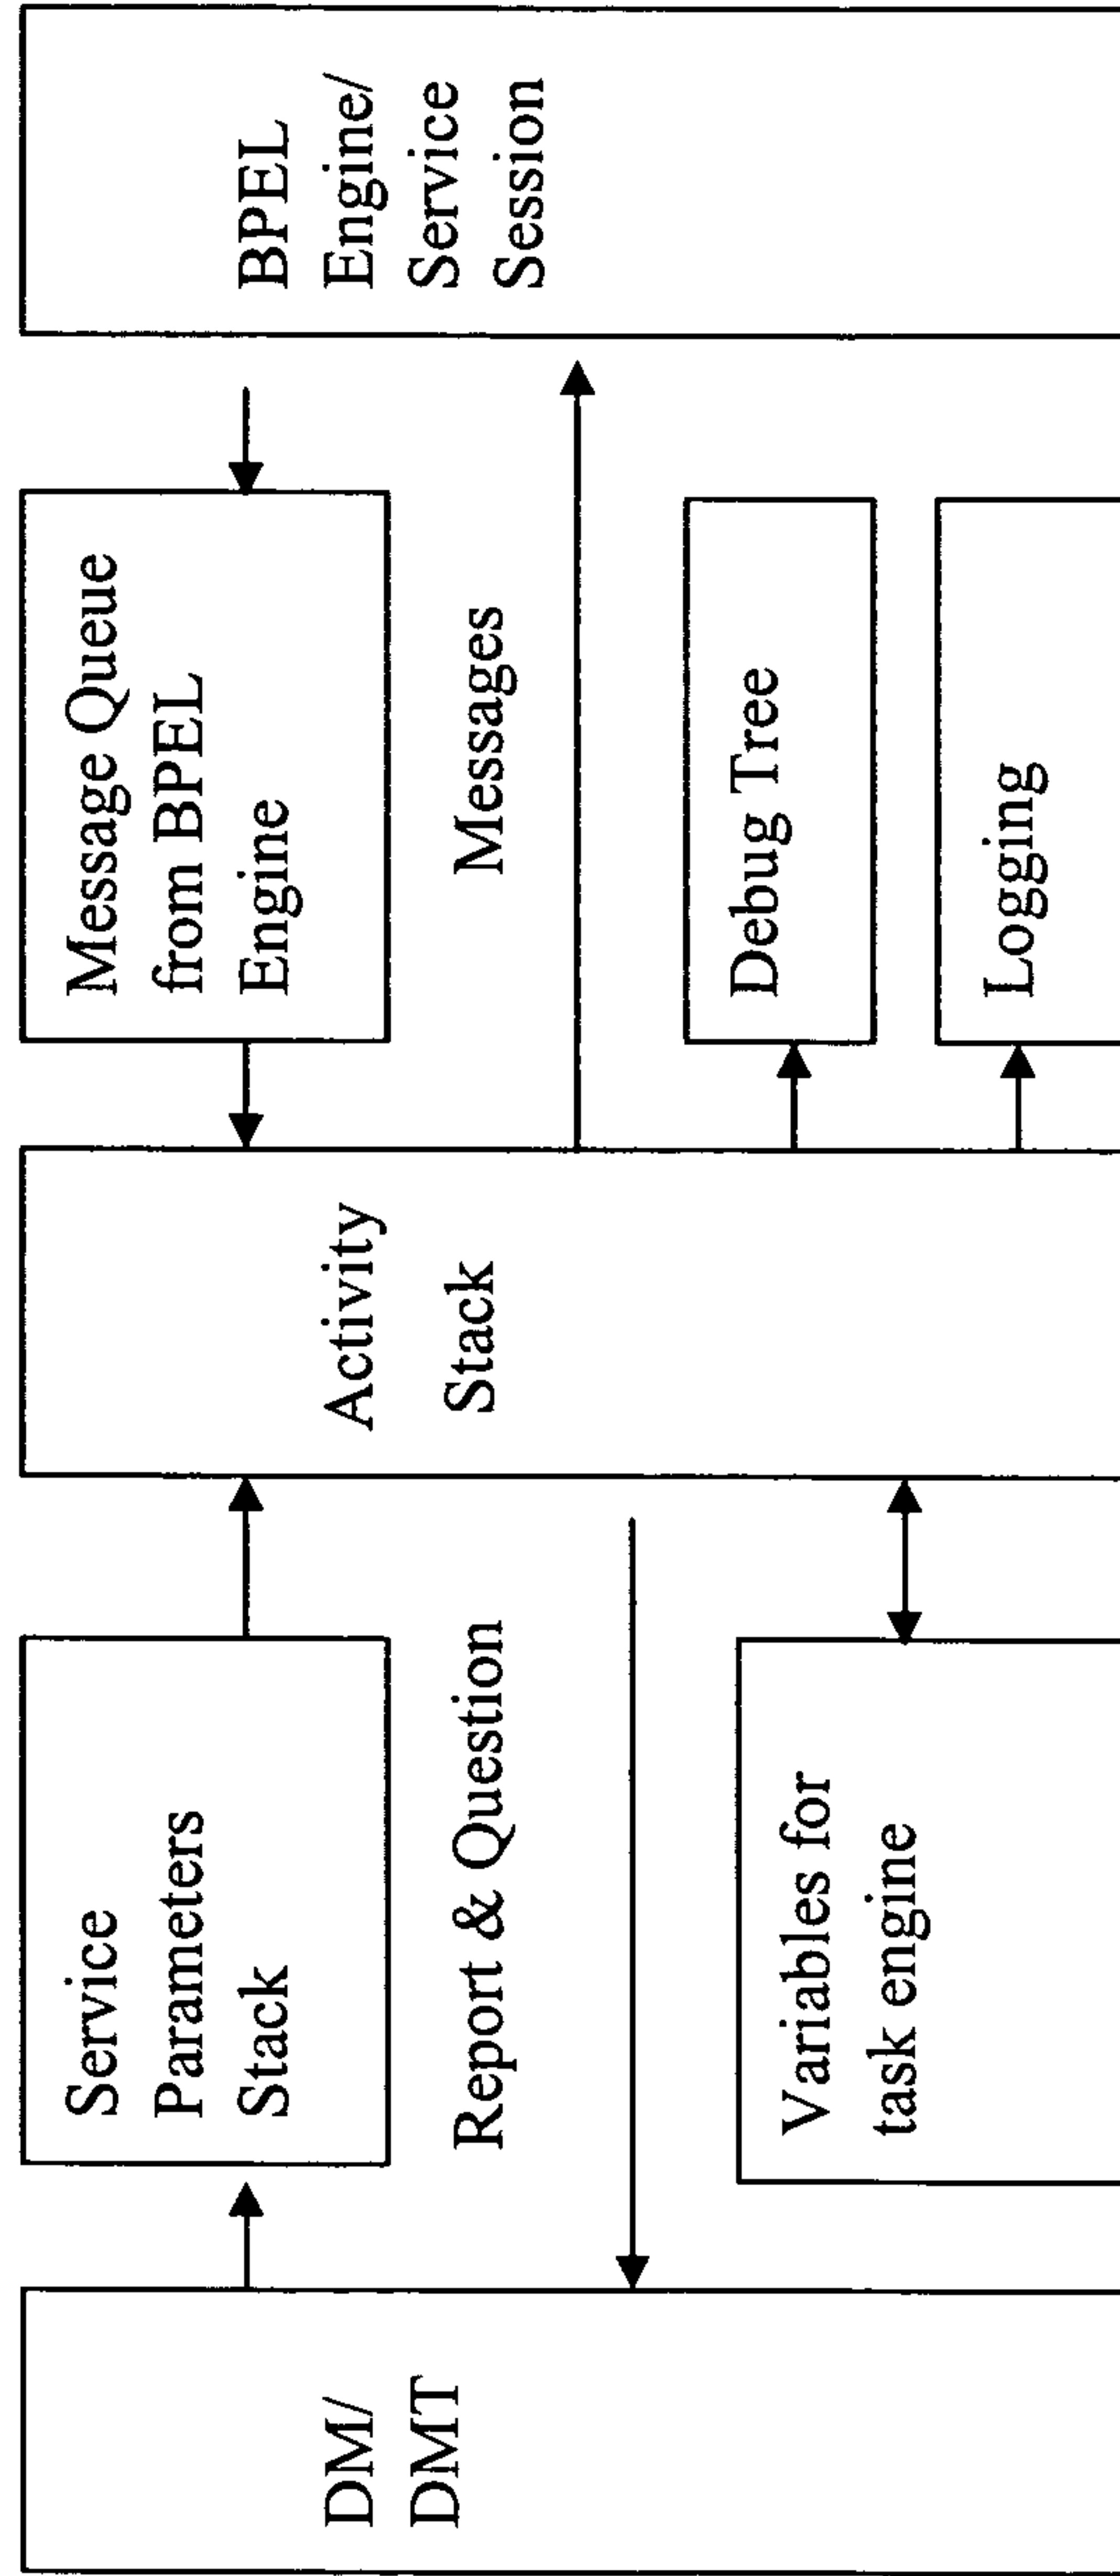 DM/
DMT
Service
Parameters
Stack
Report & Question
Variables for
task engine
Activity
Stack
Message Queue
from BPEL
Engine
Messages
Debug Tree
Logging
BPEL
Engine/
Service
Session